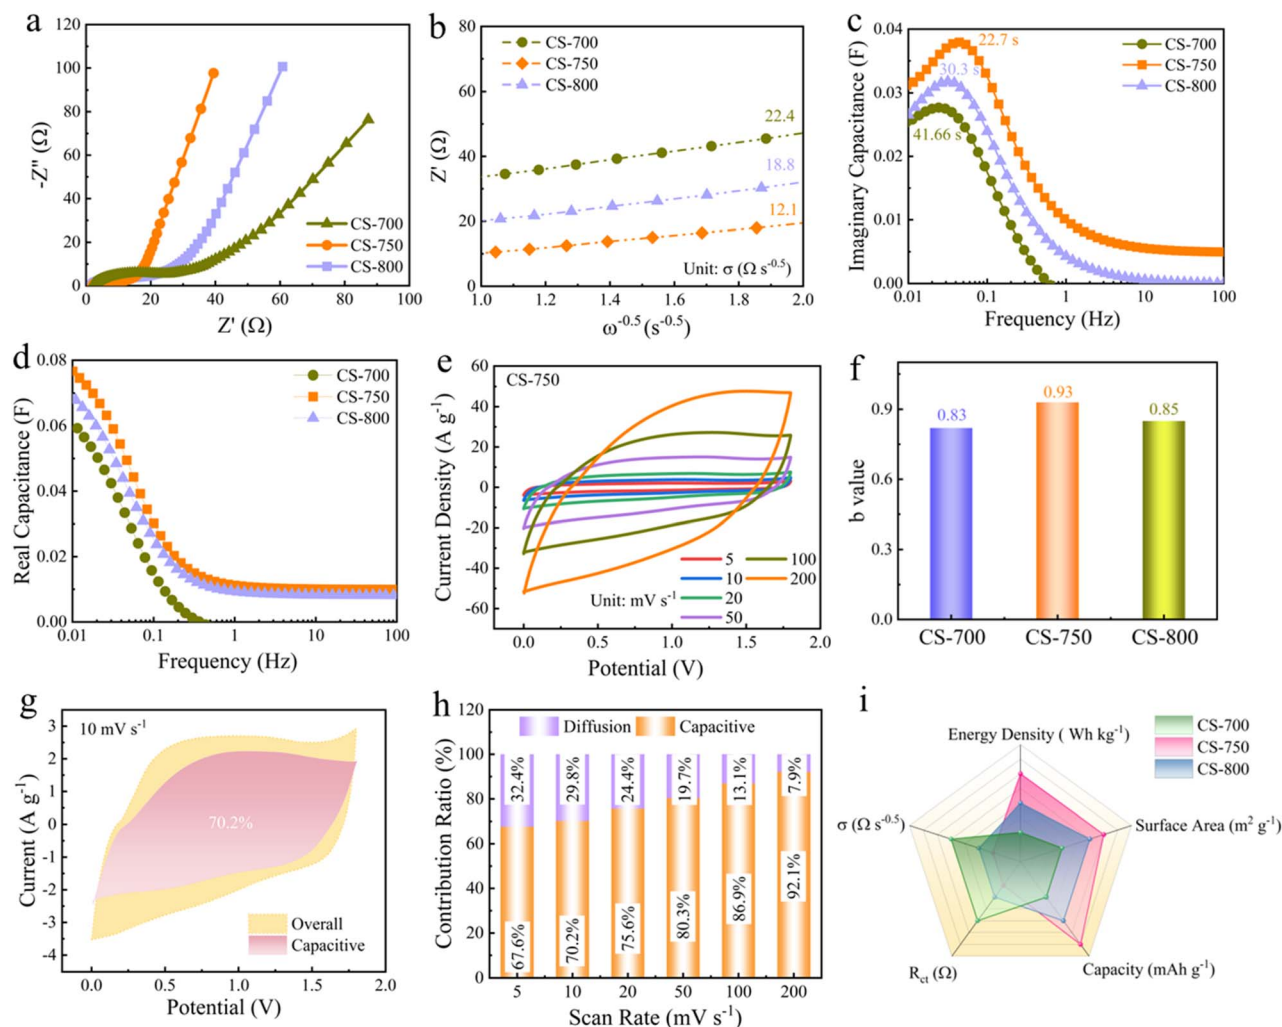 a
120
100
80
60
40
20
0
-Z'' (Ω)
CS-700
CS-750
CS-800
0 20 40 60 80 100
Z' (Ω)
b
80
60
40
20
0
Z' (Ω)
CS-700
CS-750
CS-800
22.4
18.8
12.1
Unit: σ (Ω s-0.5)
1.0 1.2 1.4 1.6 1.8 2.0
ω-0.5 (s-0.5)
c
0.04
0.03
0.02
0.01
0.00
Imaginary Capacitance (F)
22.7 s
30.3 s
41.66 s
CS-700
CS-750
CS-800
0.01 0.1 1 10 100
Frequency (Hz)
d
0.08
0.06
0.04
0.02
0.00
Real Capacitance (F)
CS-700
CS-750
CS-800
0.01 0.1 1 10 100
Frequency (Hz)
e
60
40
20
0
-20
-40
-60
Current Density (A g-1)
CS-750
Unit: mV s-1
5 100
10 200
20
50
0.0 0.5 1.0 1.5 2.0
Potential (V)
f
0.9
0.6
0.3
0.0
b value
0.83
0.93
0.85
CS-700 CS-750 CS-800
g
3
2
1
0
-1
-2
-3
-4
Current (A g-1)
10 mV s-1
70.2%
Overall
Capacitive
0.0 0.5 1.0 1.5 2.0
Potential (V)
h
120
100
80
60
40
20
0
Contribution Ratio (%)
Diffusion Capacitive
32.4% 29.8% 24.4% 19.7% 13.1% 7.9%
67.6% 70.2% 75.6% 80.3% 86.9% 92.1%
5 10 20 50 100 200
Scan Rate (mV s-1)
i
CS-700
CS-750
CS-800
Energy Density ( Wh kg-1)
σ (Ω s-0.5)
Surface Area (m2 g-1)
Rct (Ω)
Capacity (mAh g-1)